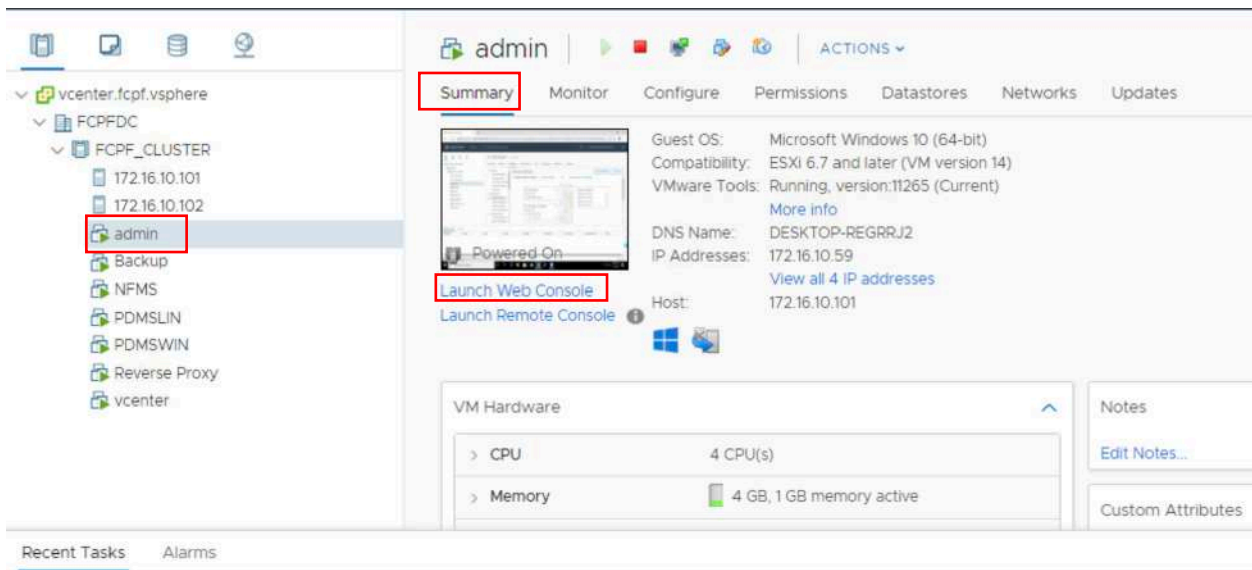 vcenter.fcpf.vsphere
FCPFDC
FCPF_CLUSTER
172.16.10.101
172.16.10.102
admin
Backup
NFMS
PDMSLIN
PDMSWIN
Reverse Proxy
vcenter
admin ACTIONS
Summary Monitor Configure Permissions Datastores Networks Updates
Powered On
Launch Web Console
Launch Remote Console
Guest OS: Microsoft Windows 10 (64-bit)
Compatibility: ESXi 6.7 and later (VM version 14)
VMware Tools: Running, version:11265 (Current)
More info
DNS Name: DESKTOP-REGRRJ2
IP Addresses: 172.16.10.59
View all 4 IP addresses
Host: 172.16.10.101
VM Hardware
CPU 4 CPU(s)
Memory 4 GB, 1 GB memory active
Notes
Edit Notes...
Custom Attributes
Recent Tasks Alarms